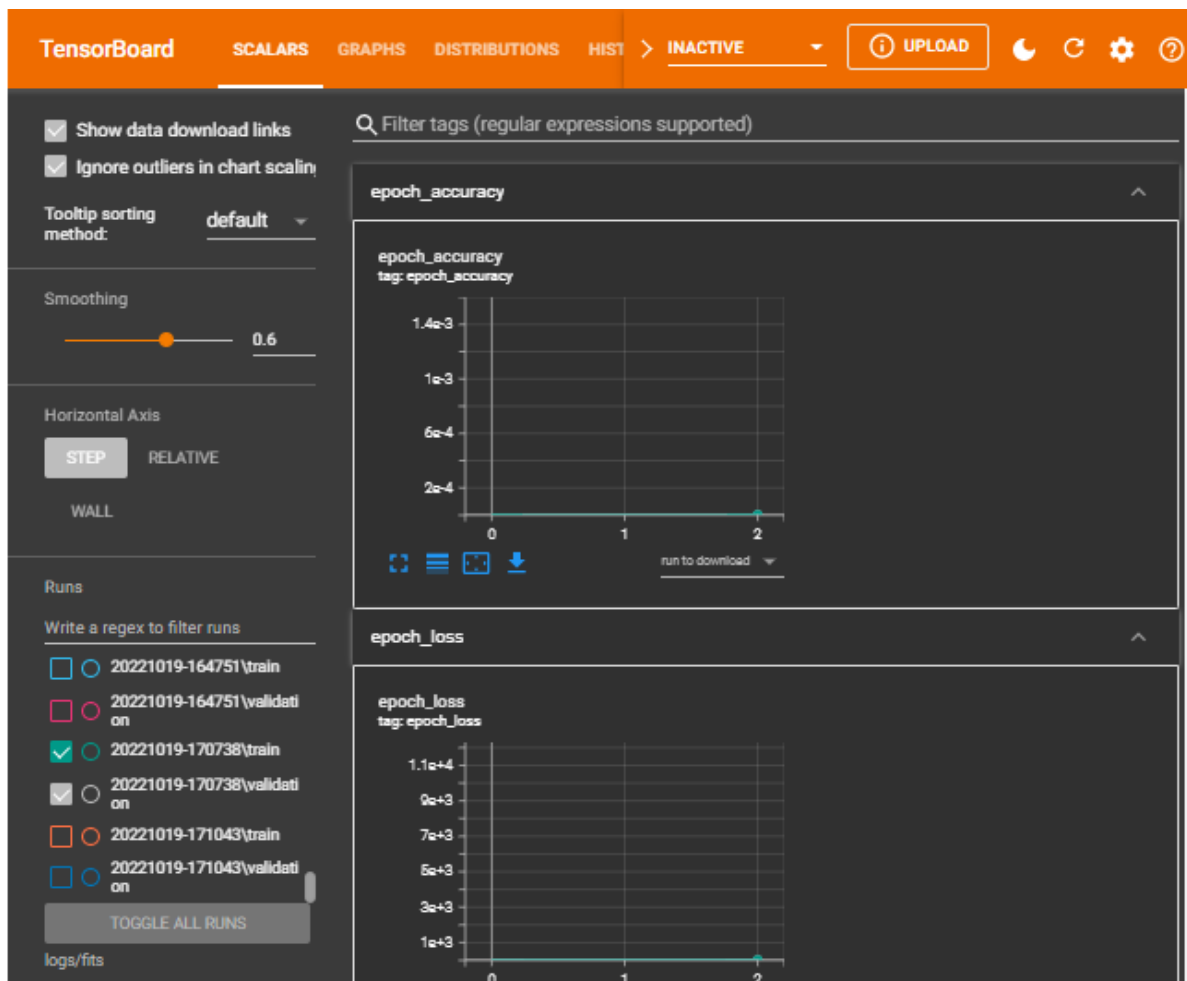 TensorBoard SCALARS GRAPHS DISTRIBUTIONS HIST INACTIVE UPLOAD
Show data download links
Ignore outliers in chart scaling
Tooltip sorting
method:
default
Smoothing
0.6
Horizontal Axis
STEP RELATIVE
WALL
Runs
Write a regex to filter runs
20221019-164751\train
20221019-164751\validati
on
20221019-170738\train
20221019-170738\validati
on
20221019-171043\train
20221019-171043\validati
on
TOGGLE ALL RUNS
logs/fits
Filter tags (regular expressions supported)
epoch_accuracy
epoch_accuracy
tag: epoch_accuracy
1.4e-3
1e-3
6e-4
2e-4
0 1 2
run to download
epoch_loss
epoch_loss
tag: epoch_loss
1.1e+4
9e+3
7e+3
5e+3
3e+3
1e+3
0 1 2